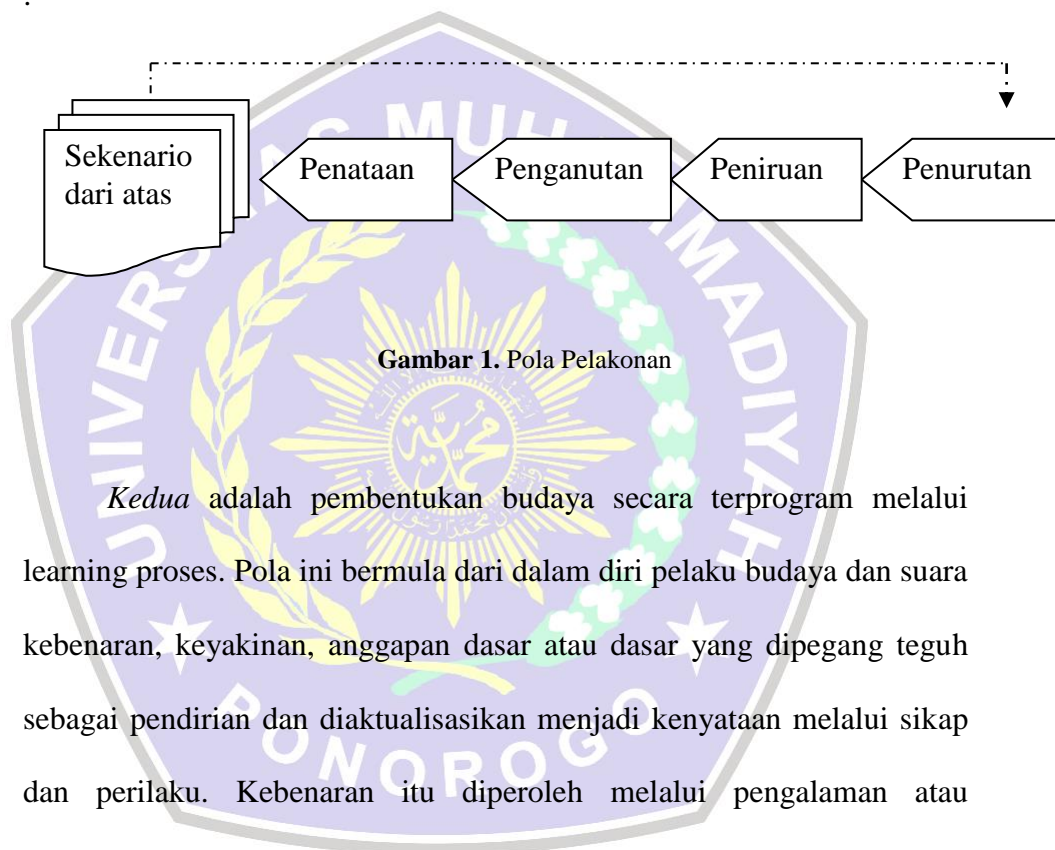 .
Sekenario
dari atas
Penataan
Penganutan
Peniruan
Penurutan
Gambar 1. Pola Pelakonan
Kedua adalah pembentukan budaya secara terprogram melalui
learning proses. Pola ini bermula dari dalam diri pelaku budaya dan suara
kebenaran, keyakinan, anggapan dasar atau dasar yang dipegang teguh
sebagai pendirian dan diaktualisasikan menjadi kenyataan melalui sikap
dan perilaku. Kebenaran itu diperoleh melalui pengalaman atau
PONOROGO